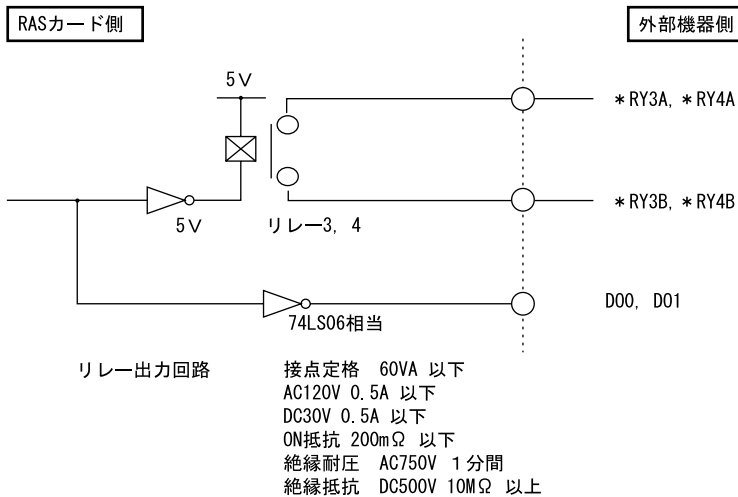 RASカード側
外部機器側
5V
*RY3A, *RY4A
*RY3B, *RY4B
5V
リレー3, 4
DO0, DO1
74LS06相当
リレー出力回路
接点定格 60VA 以下
AC120V 0.5A 以下
DC30V 0.5A 以下
ON抵抗 200mΩ 以下
絶縁耐圧 AC750V 1分間
絶縁抵抗 DC500V 10MΩ 以上